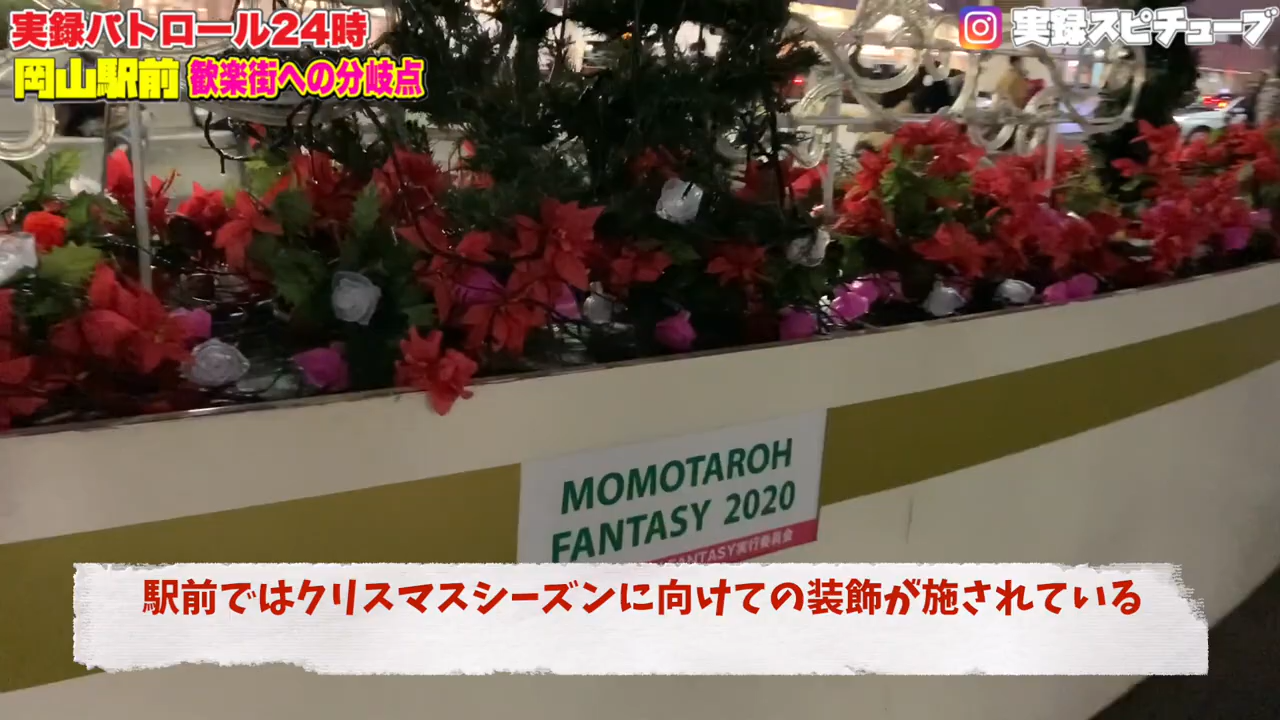 実録パトロール24時
岡山駅前 歓楽街への分岐点
実録スピチューブ
MOMOTAROH
FANTASY 2020
FANTASY実行委員会
駅前ではクリスマスシーズンに向けての装飾が施されている